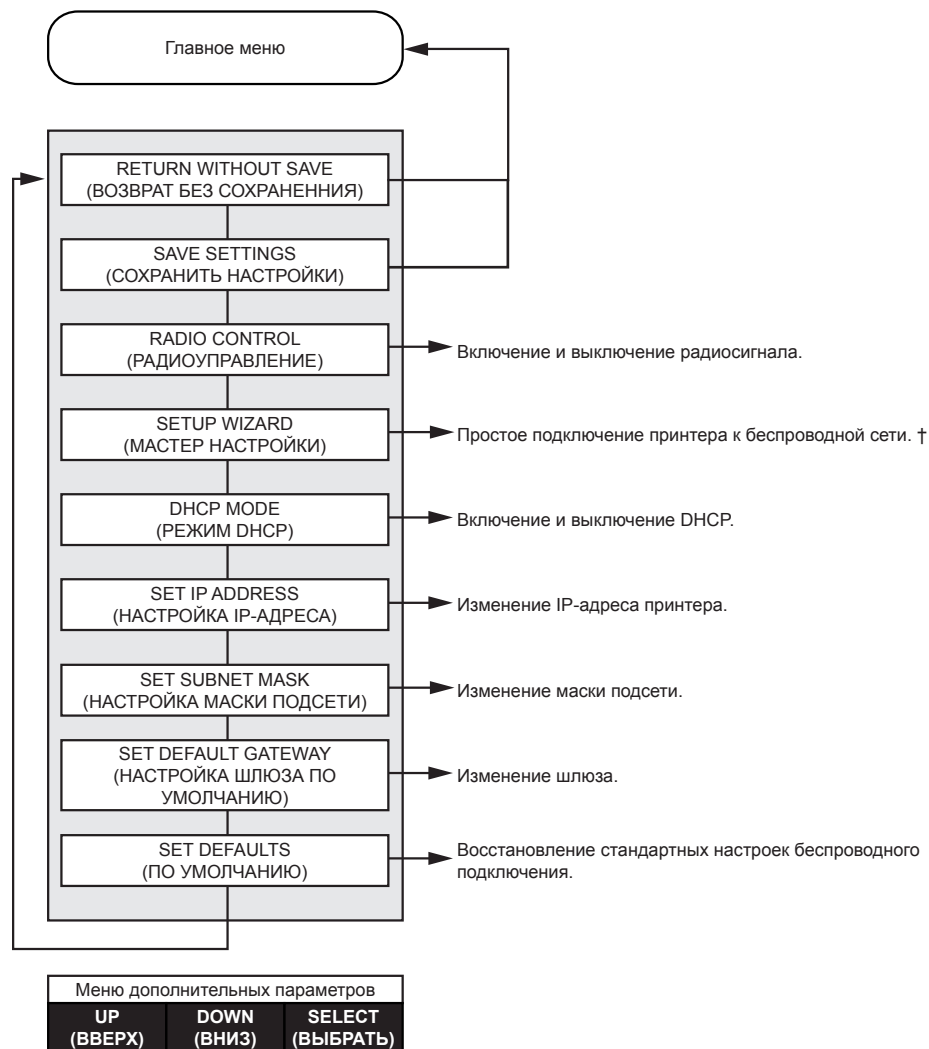 Главное меню
RETURN WITHOUT SAVE
(ВОЗВРАТ БЕЗ СОХРАНЕННИЯ)
SAVE SETTINGS
(СОХРАНИТЬ НАСТРОЙКИ)
RADIO CONTROL
(РАДИОУПРАВЛЕНИЕ)
Включение и выключение радиосигнала.
SETUP WIZARD
(МАСТЕР НАСТРОЙКИ)
Простое подключение принтера к беспроводной сети. †
DHCP MODE
(РЕЖИМ DHCP)
Включение и выключение DHCP.
SET IP ADDRESS
(НАСТРОЙКА IP-АДРЕСА)
Изменение IP-адреса принтера.
SET SUBNET MASK
(НАСТРОЙКА МАСКИ ПОДСЕТИ)
Изменение маски подсети.
SET DEFAULT GATEWAY
(НАСТРОЙКА ШЛЮЗА ПО
УМОЛЧАНИЮ)
Изменение шлюза.
SET DEFAULTS
(ПО УМОЛЧАНИЮ)
Восстановление стандартных настроек беспроводного
подключения.
Меню дополнительных параметров
UP
(ВВЕРХ)
DOWN
(ВНИЗ)
SELECT
(ВЫБРАТЬ)